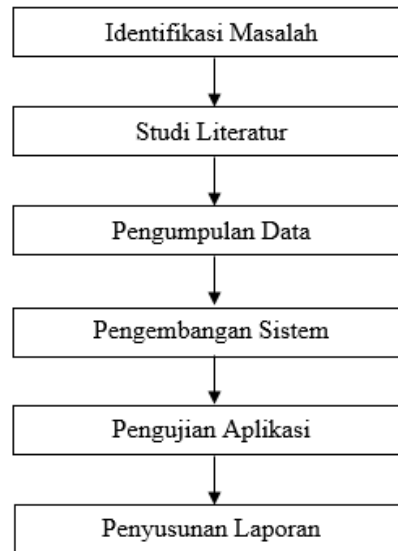 Identifikasi Masalah
Studi Literatur
Pengumpulan Data
Pengembangan Sistem
Pengujian Aplikasi
Penyusunan Laporan